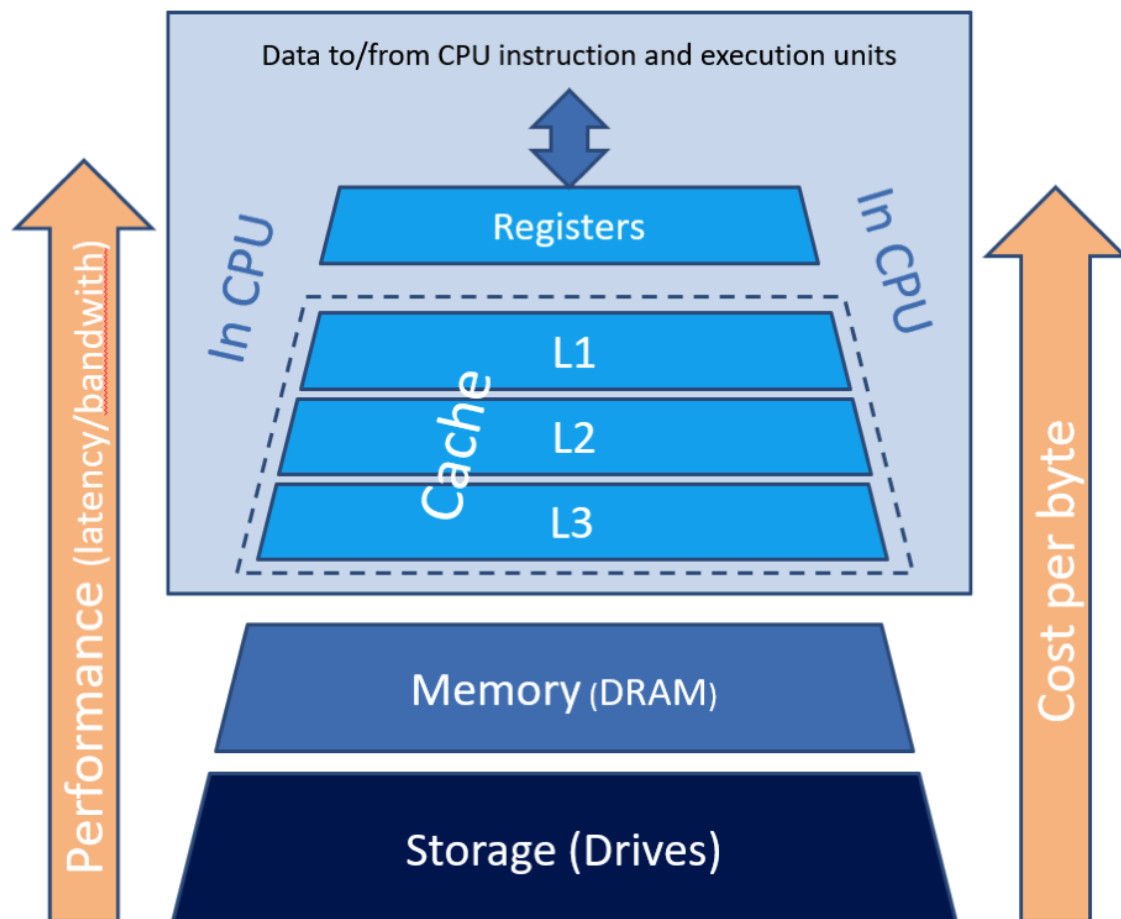 Data to/from CPU instruction and execution units
In CPU
In CPU
Registers
Cache
L1
L2
L3
Memory (DRAM)
Storage (Drives)
Performance (latency/bandwith)
Cost per byte